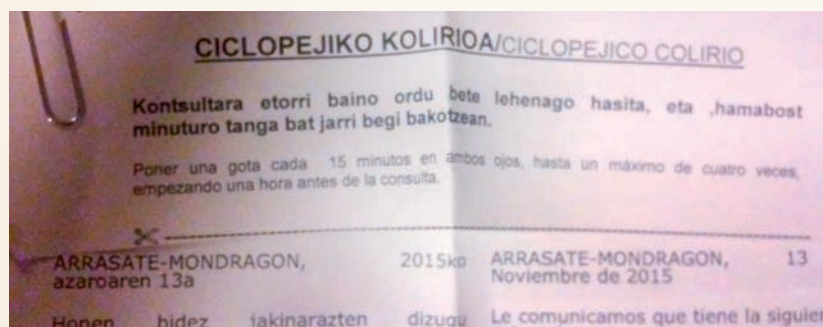 CICLOPEJIKO KOLIRIOA/CICLOPEJICO COLIRIO
Kontsultara etorri baino ordu bete lehenago hasita, eta ,hamabost
minuturo tanga bat jarri begi bakotzean.
Poner una gota cada 15 minutos en ambos ojos, hasta un máximo de cuatro veces,
empezando una hora antes de la consulta.
ARRASATE-MONDRAGON, 2015ko
azaroaren 13a
Honen bidez jakinarazten dizugu
ARRASATE-MONDRAGON, 13
Noviembre de 2015
Le comunicamos que tiene la siguien